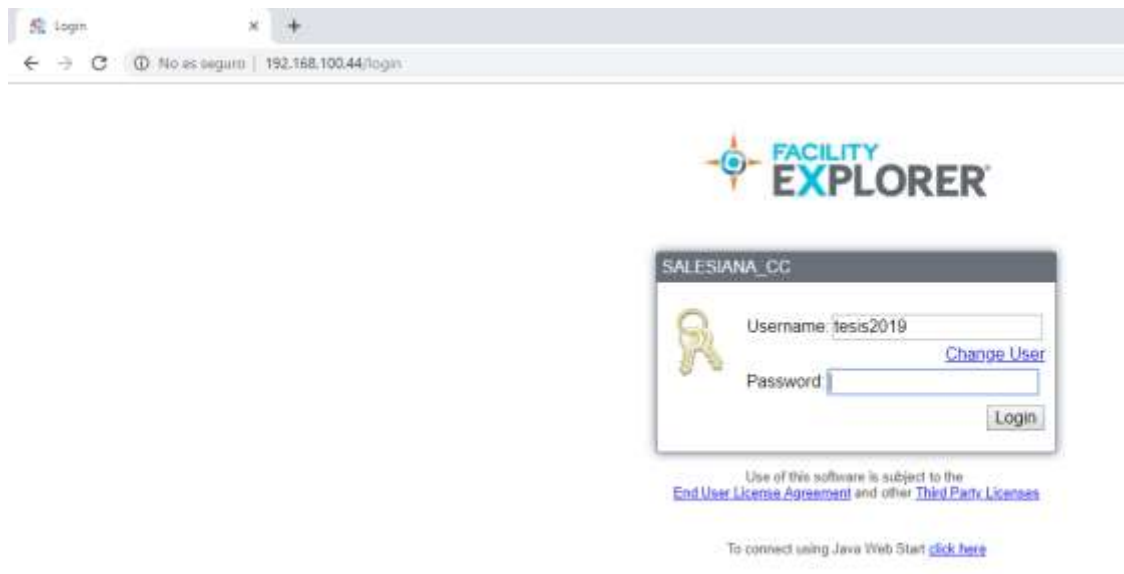 Login
No es seguro | 192.168.100.44/login
FACILITY
EXPLORER
SALESIANA_CC
Username: tesis2019
Change User
Password:
Login
Use of this software is subject to the
End User License Agreement and other Third Party Licenses
To connect using Java Web Start click here